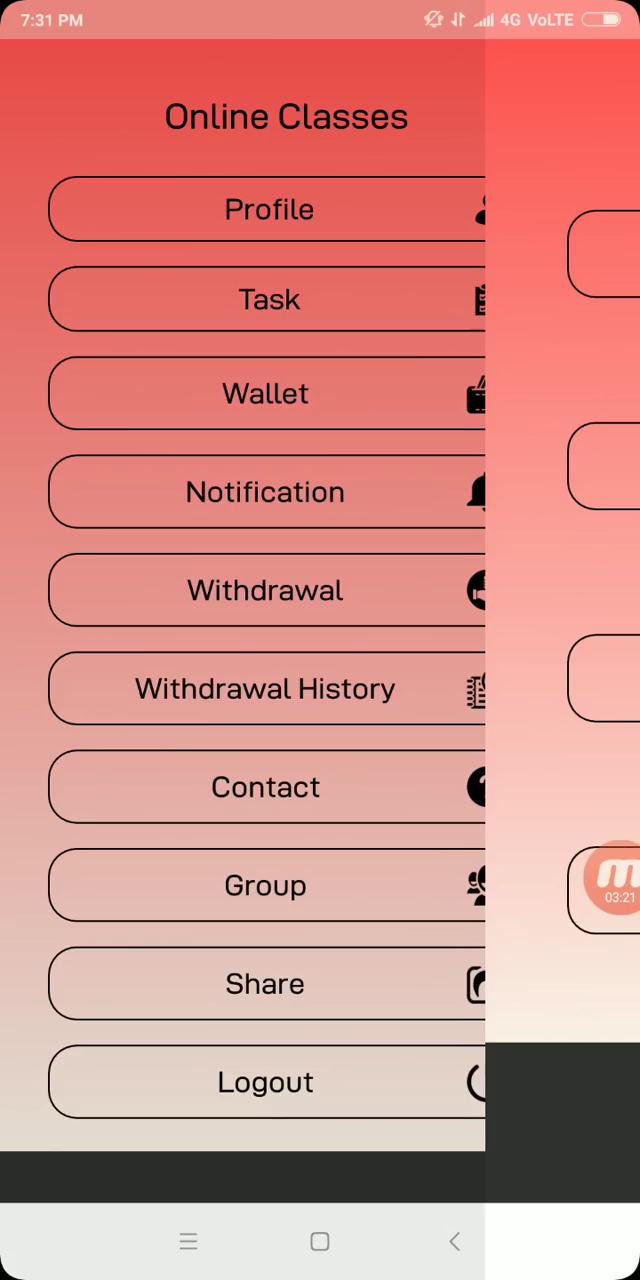 7:31 PM 4G VoLTE
Online Classes
Profile
Task
Wallet
Notification
Withdrawal
Withdrawal History
Contact
Group
Share
Logout
03:21